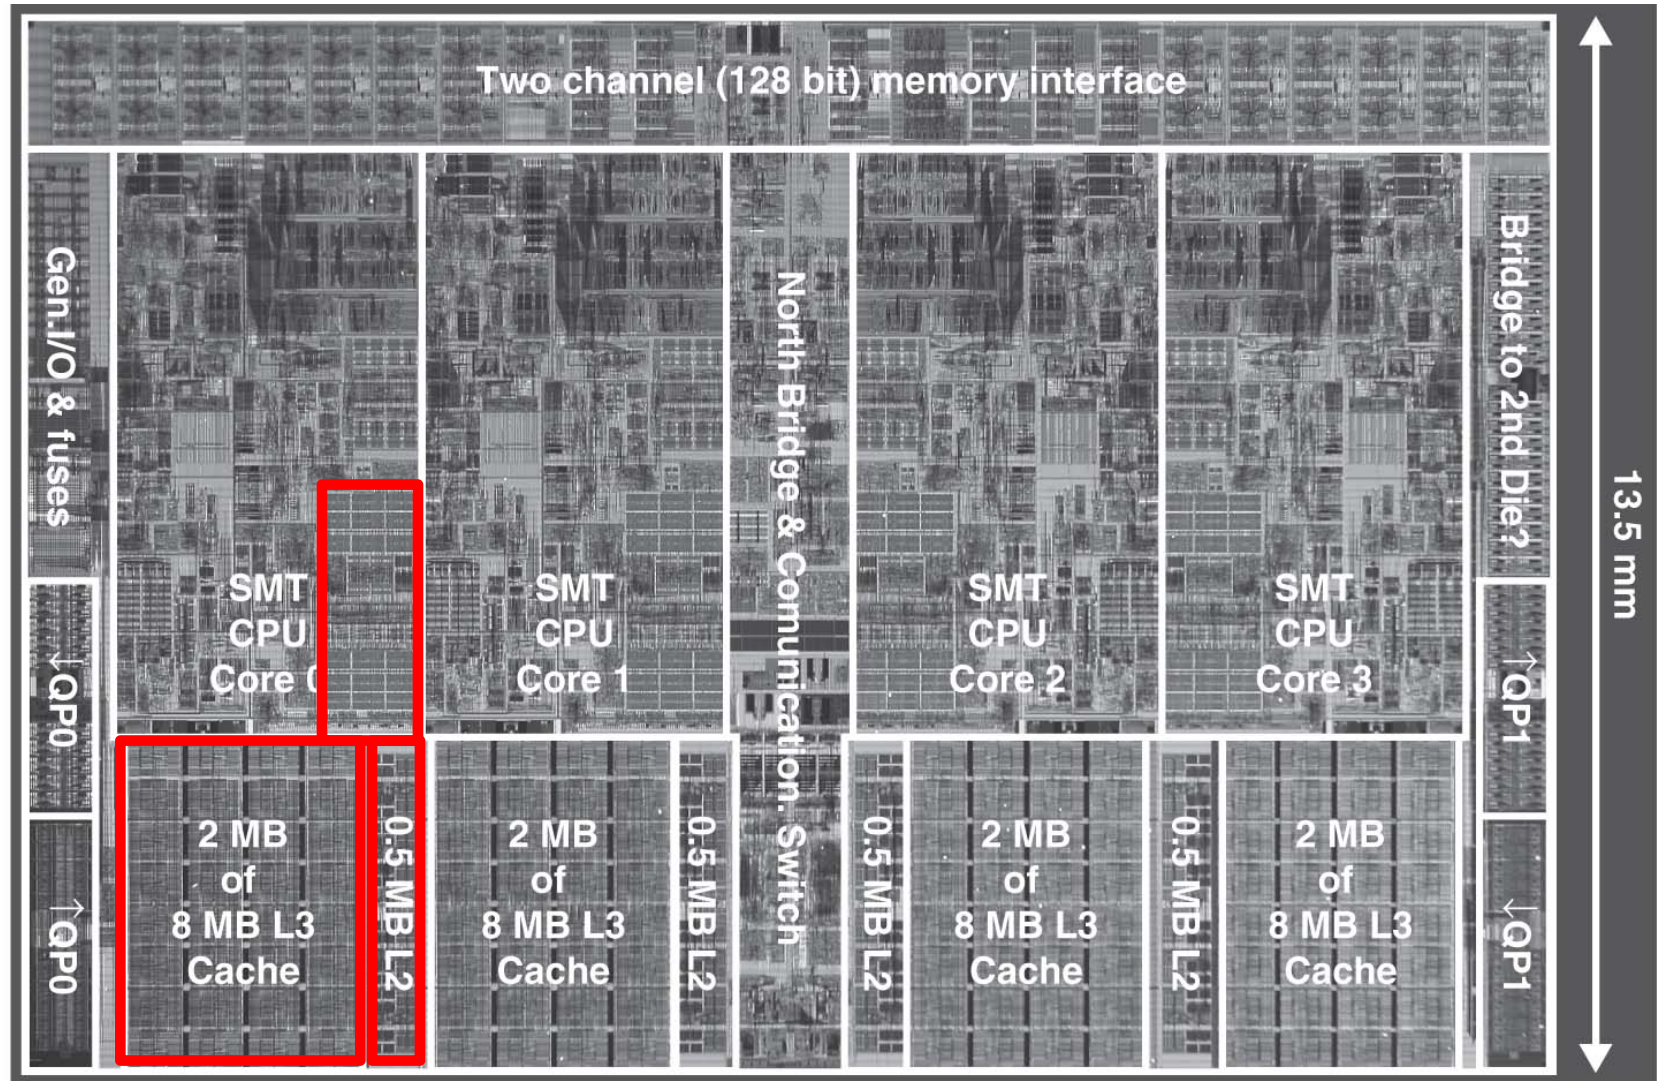 Two channel (128 bit) memory interface
Gen.I/O & fuses
↓QP0
↑QP0
SMT
CPU
Core 0
SMT
CPU
Core 1
North Bridge & Comunication. Switch
SMT
CPU
Core 2
SMT
CPU
Core 3
Bridge to 2nd Die?
↑QP1
↓QP1
13.5 mm
2 MB
of
8 MB L3
Cache
0.5 MB L2
2 MB
of
8 MB L3
Cache
0.5 MB L2
0.5 MB L2
2 MB
of
8 MB L3
Cache
0.5 MB L2
2 MB
of
8 MB L3
Cache